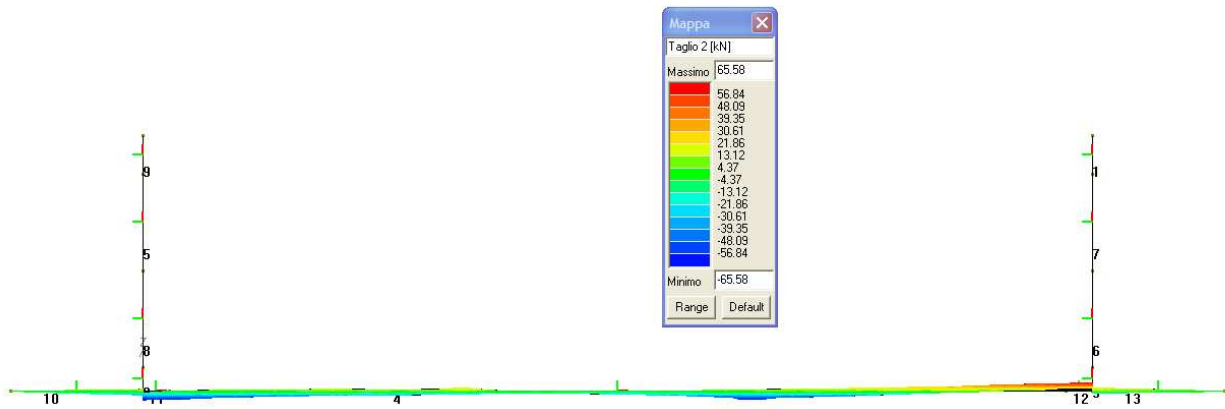 Mappa
Taglio 2 [kN]
Massimo 65.58
56.84
48.09
39.35
30.61
21.86
13.12
4.37
-4.37
-13.12
-21.86
-30.61
-39.35
-48.09
-56.84
Minimo -65.58
Range Default
9 1
5 7
8 6
10 11 4 12 13